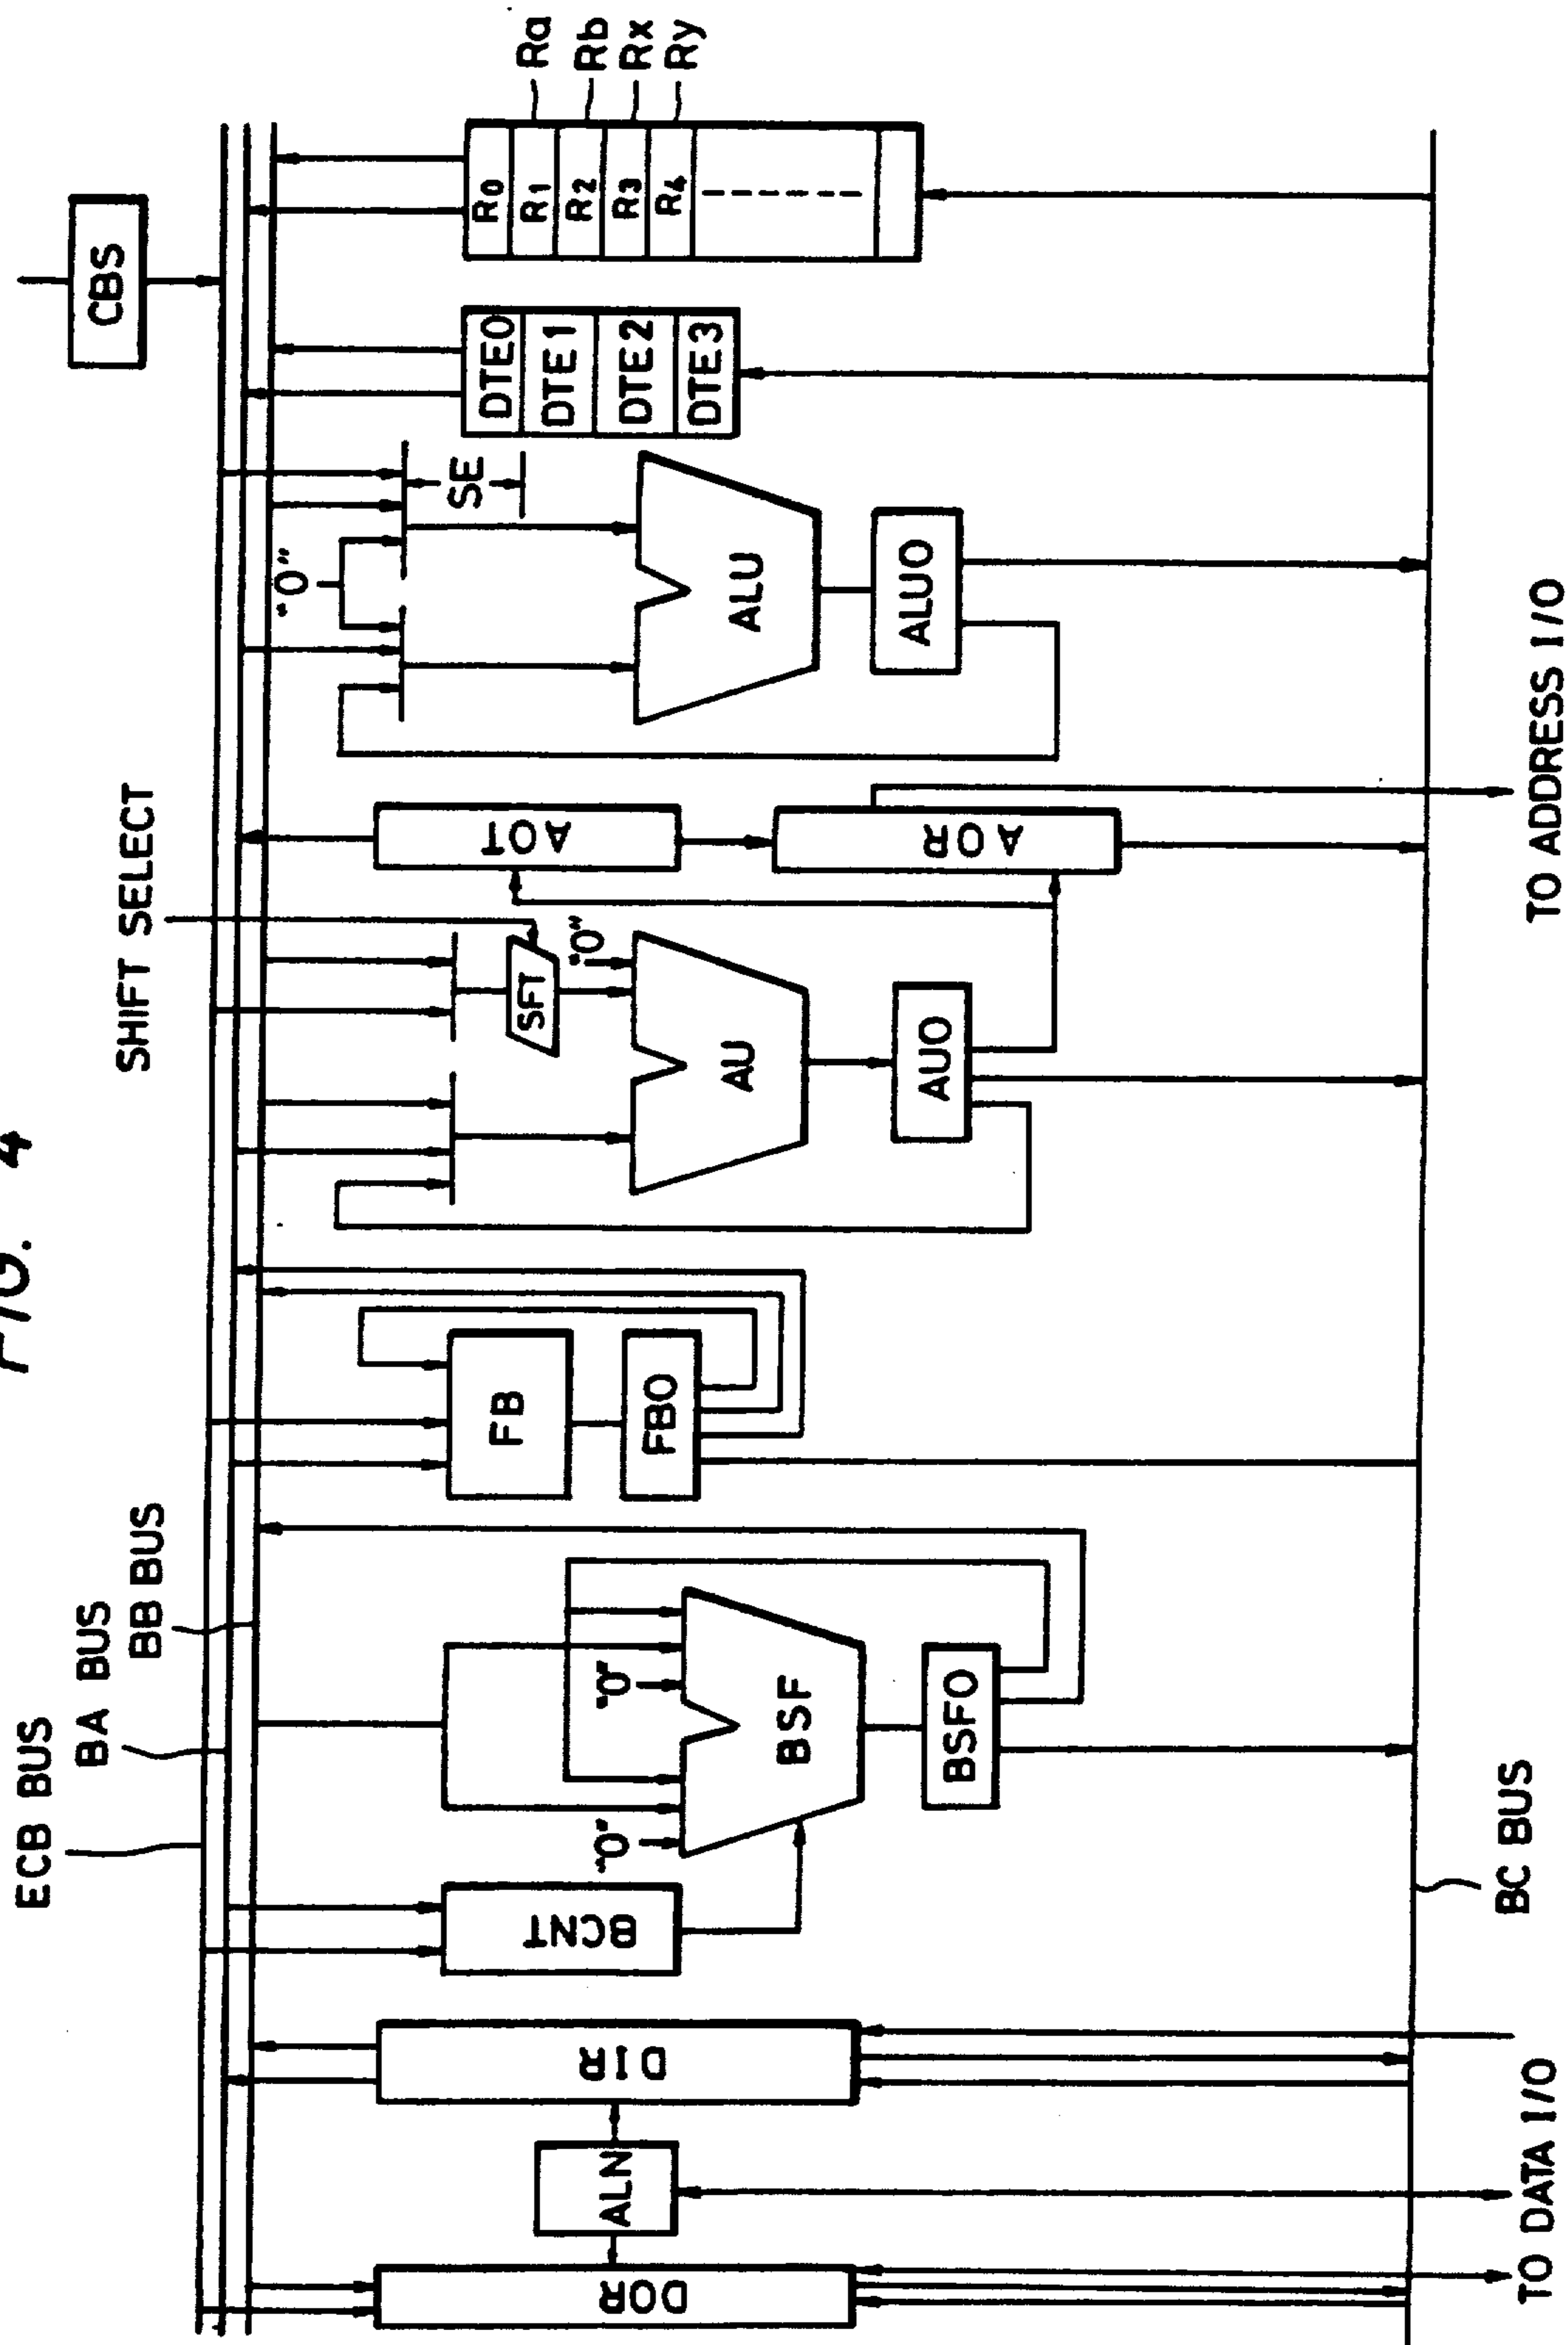 FIG. 4
ECB BUS
BA BUS
BB BUS
SHIFT SELECT
CBS
DOR
ALN
DIR
BCNT
"0"
"0"
BSF
BSFO
FB
FBO
SFT
"0"
AU
AUO
AOT
AOR
"0"
SE
ALU
ALUO
DTE0
DTE1
DTE2
DTE3
R0
R1
R2
R3
R4
Ra
Rb
Rx
Ry
BC BUS
TO DATA I/O
TO ADDRESS I/O